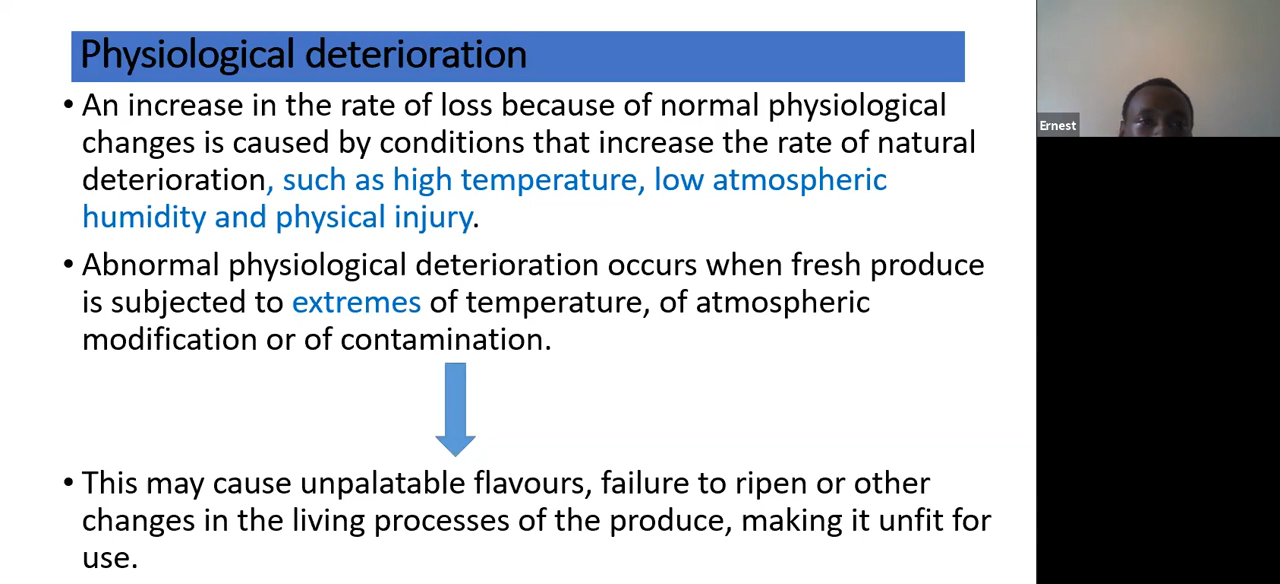 Physiological deterioration
• An increase in the rate of loss because of normal physiological
changes is caused by conditions that increase the rate of natural
deterioration, such as high temperature, low atmospheric
humidity and physical injury.
• Abnormal physiological deterioration occurs when fresh produce
is subjected to extremes of temperature, of atmospheric
modification or of contamination.
• This may cause unpalatable flavours, failure to ripen or other
changes in the living processes of the produce, making it unfit for
use.
Ernest